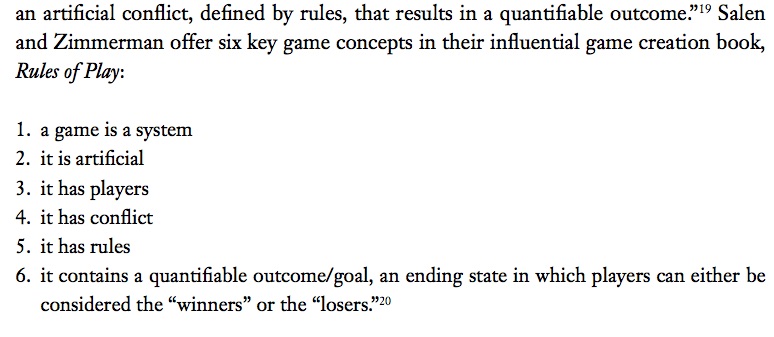 an artificial conflict, defined by rules, that results in a quantifiable outcome.”19 Salen
and Zimmerman offer six key game concepts in their influential game creation book,
Rules of Play:
1. a game is a system
2. it is artificial
3. it has players
4. it has conflict
5. it has rules
6. it contains a quantifiable outcome/goal, an ending state in which players can either be
considered the “winners” or the “losers.”20